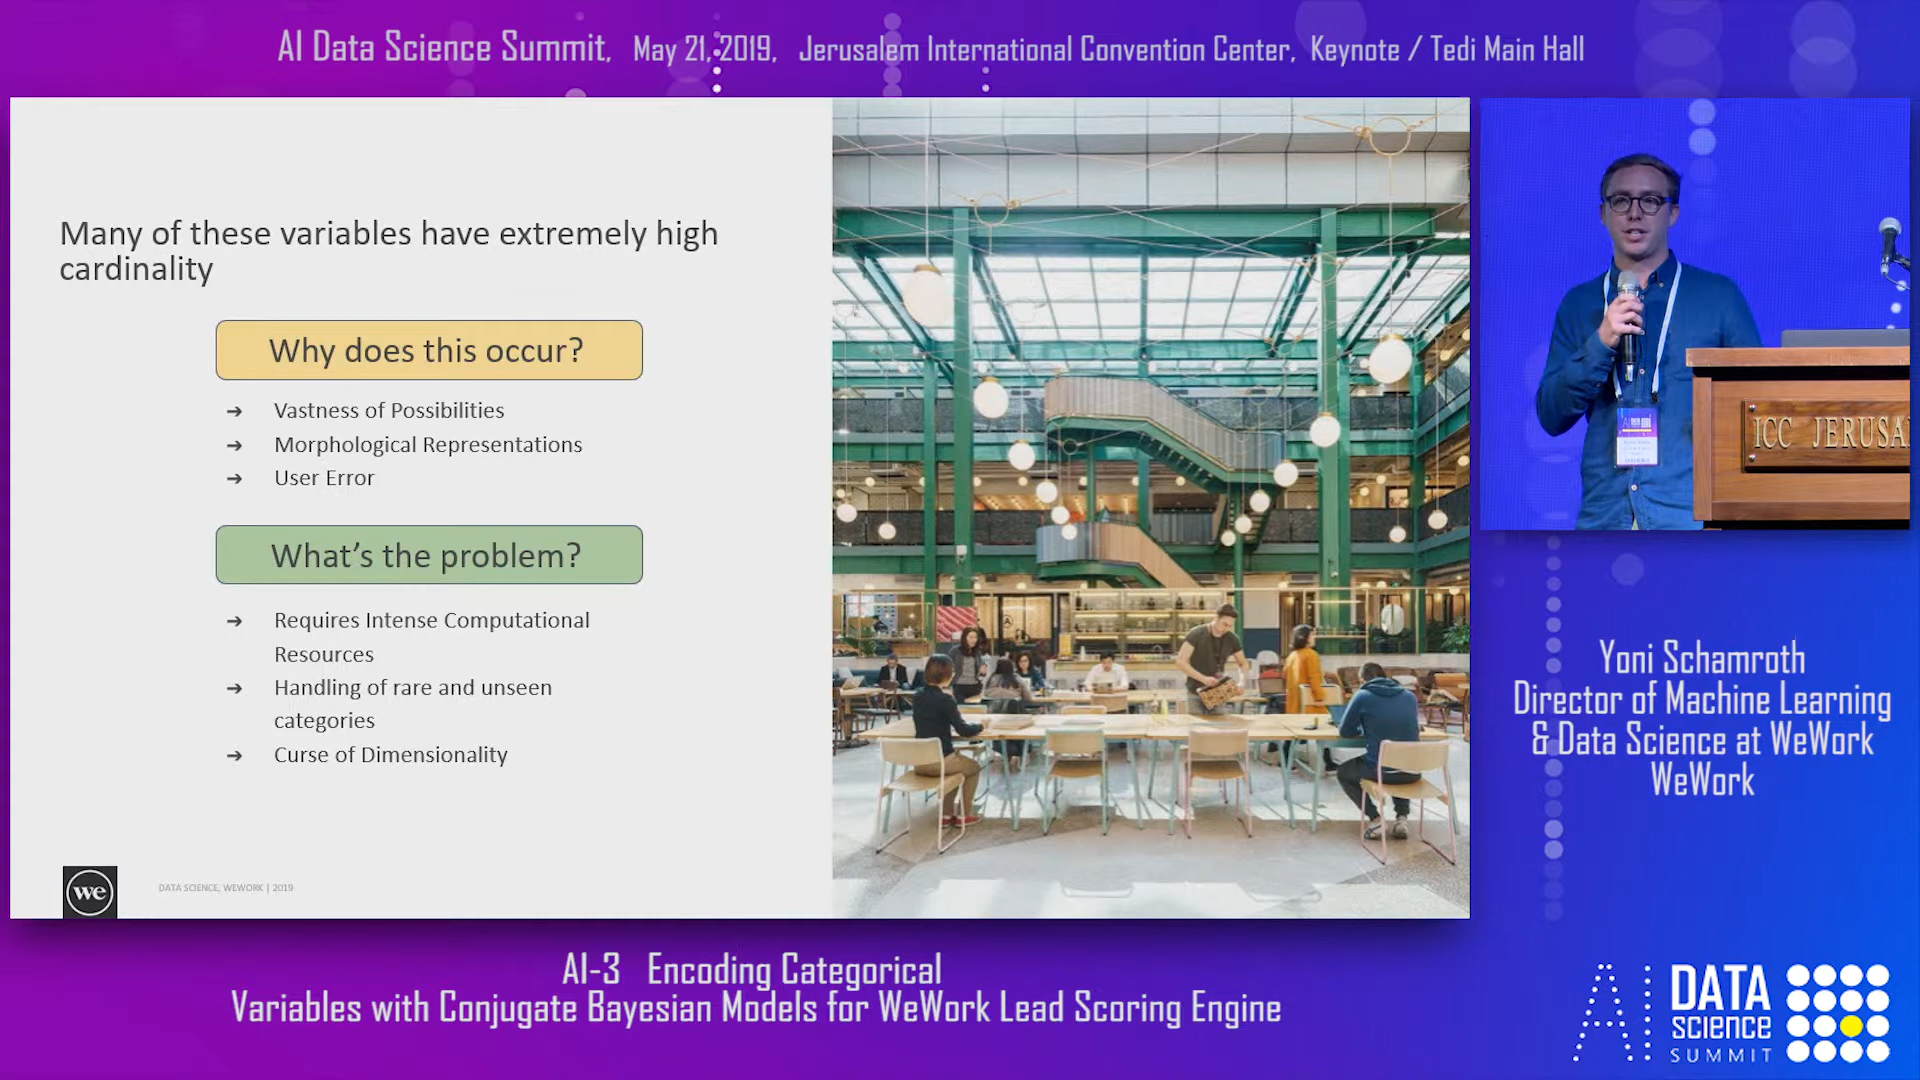 AI Data Science Summit, May 21, 2019, Jerusalem International Convention Center, Keynote / Tedi Main Hall
Many of these variables have extremely high
cardinality
Why does this occur?
➔ Vastness of Possibilities
➔ Morphological Representations
➔ User Error
What's the problem?
➔ Requires Intense Computational
Resources
➔ Handling of rare and unseen
categories
➔ Curse of Dimensionality
we
DATA SCIENCE, WEWORK | 2019
ICC JERUSA
Yoni Schamroth
Director of Machine Learning
& Data Science at WeWork
WeWork
AI-3 Encoding Categorical
Variables with Conjugate Bayesian Models for WeWork Lead Scoring Engine
AI DATA
SCIENCE
SUMMIT